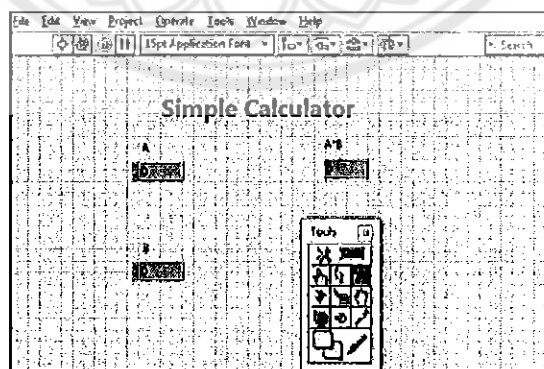 File Edit View Project Operate Tools Window Help
15pt Application Font Search
Simple Calculator
A
B
Tools